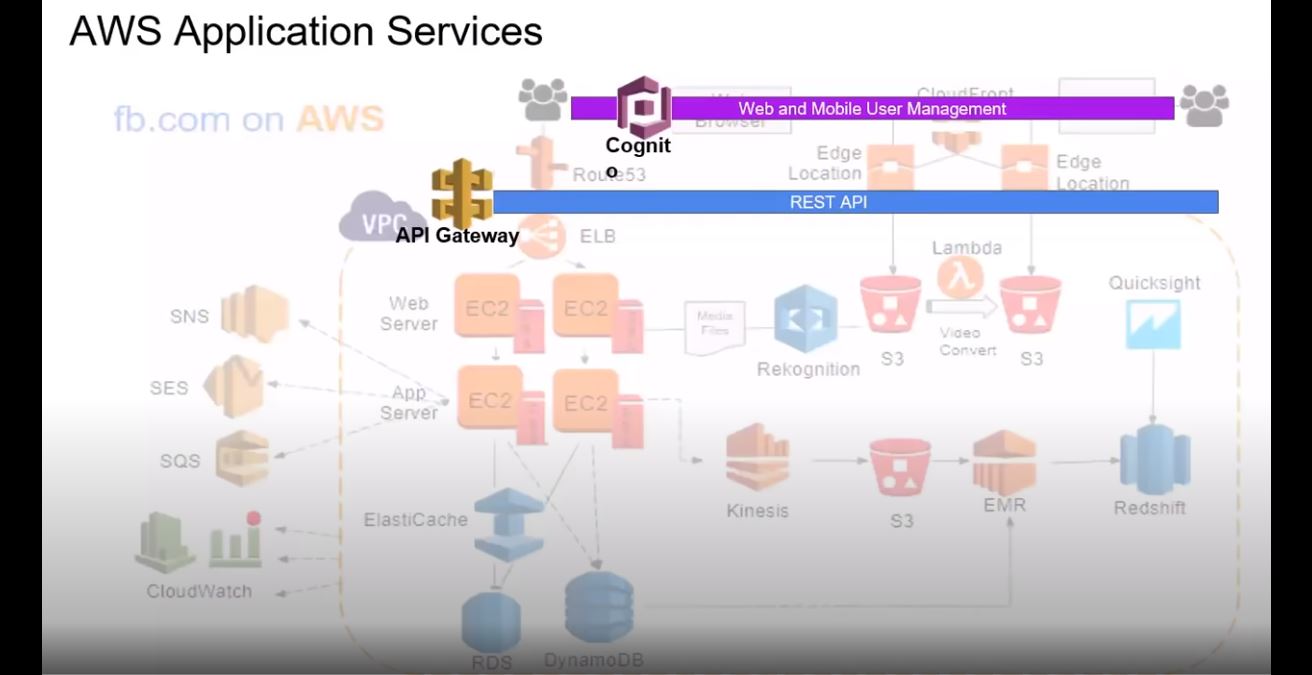 AWS Application Services
fb.com on AWS
Web and Mobile User Management
CloudFront
Browser
Cognit
o
Route53
Edge
Location
Edge
Location
REST API
VPC
API Gateway
ELB
Lambda
Quicksight
SNS
Web
Server
EC2
EC2
Media
Files
Rekognition
S3
Video
Convert
S3
SES
App
Server
EC2
EC2
SQS
Kinesis
S3
EMR
Redshift
ElastiCache
CloudWatch
RDS
DynamoDB